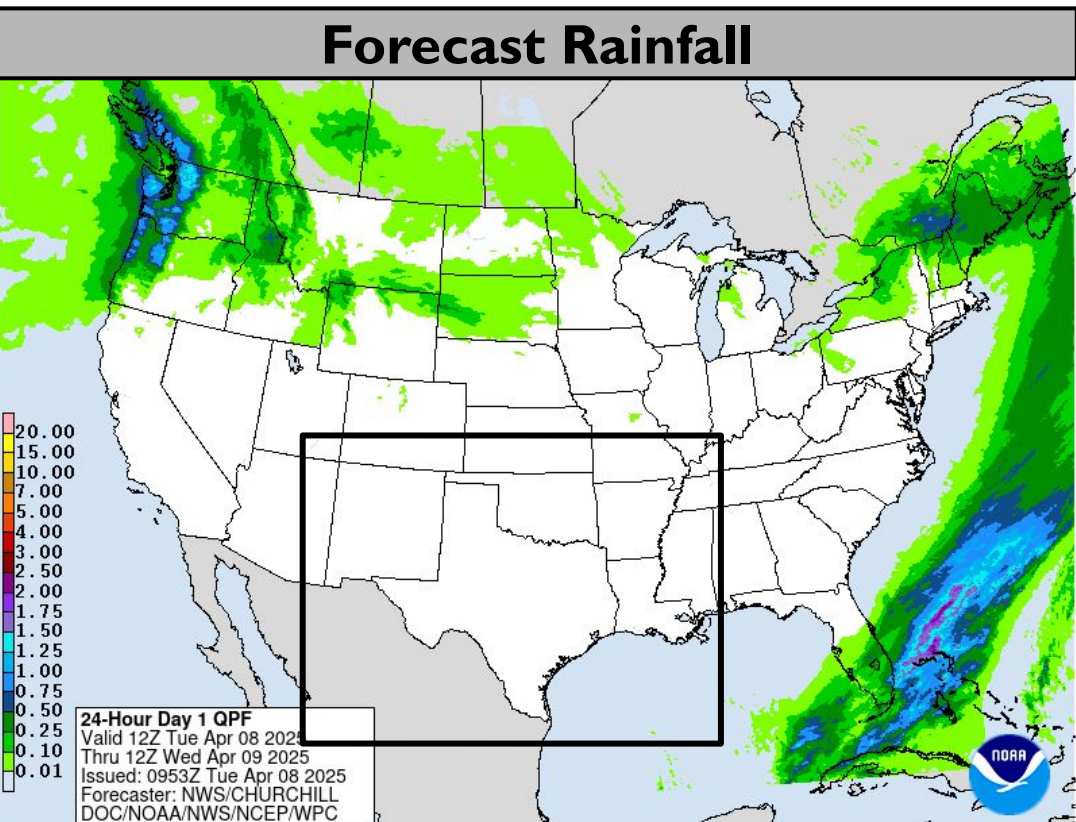 Forecast Rainfall
20.00
15.00
10.00
7.00
5.00
4.00
3.00
2.50
2.00
1.75
1.50
1.25
1.00
0.75
0.50
0.25
0.10
0.01
24-Hour Day 1 QPF
Valid 12Z Tue Apr 08 2025
Thru 12Z Wed Apr 09 2025
Issued: 0953Z Tue Apr 08 2025
Forecaster: NWS/CHURCHILL
DOC/NOAA/NWS/NCEP/WPC
NOAA